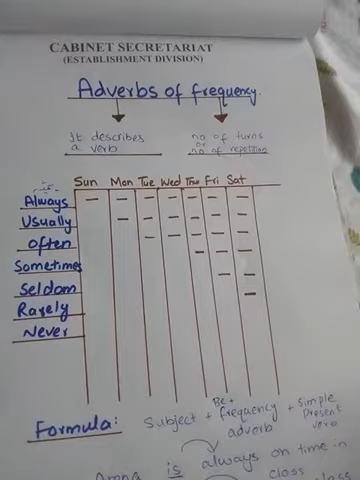 CABINET SECRETARIAT
(ESTABLISHMENT DIVISION)
Adverbs of frequency.
It describes
a verb
no of turns
or
no of repetition
Sun Mon Tue Wed Thur Fri Sat
Always
Usually
often
Sometimes
Seldom
Rarely
Never
Formula: Subject + Be + frequency adverb + Simple Present verb
is always on time in
class